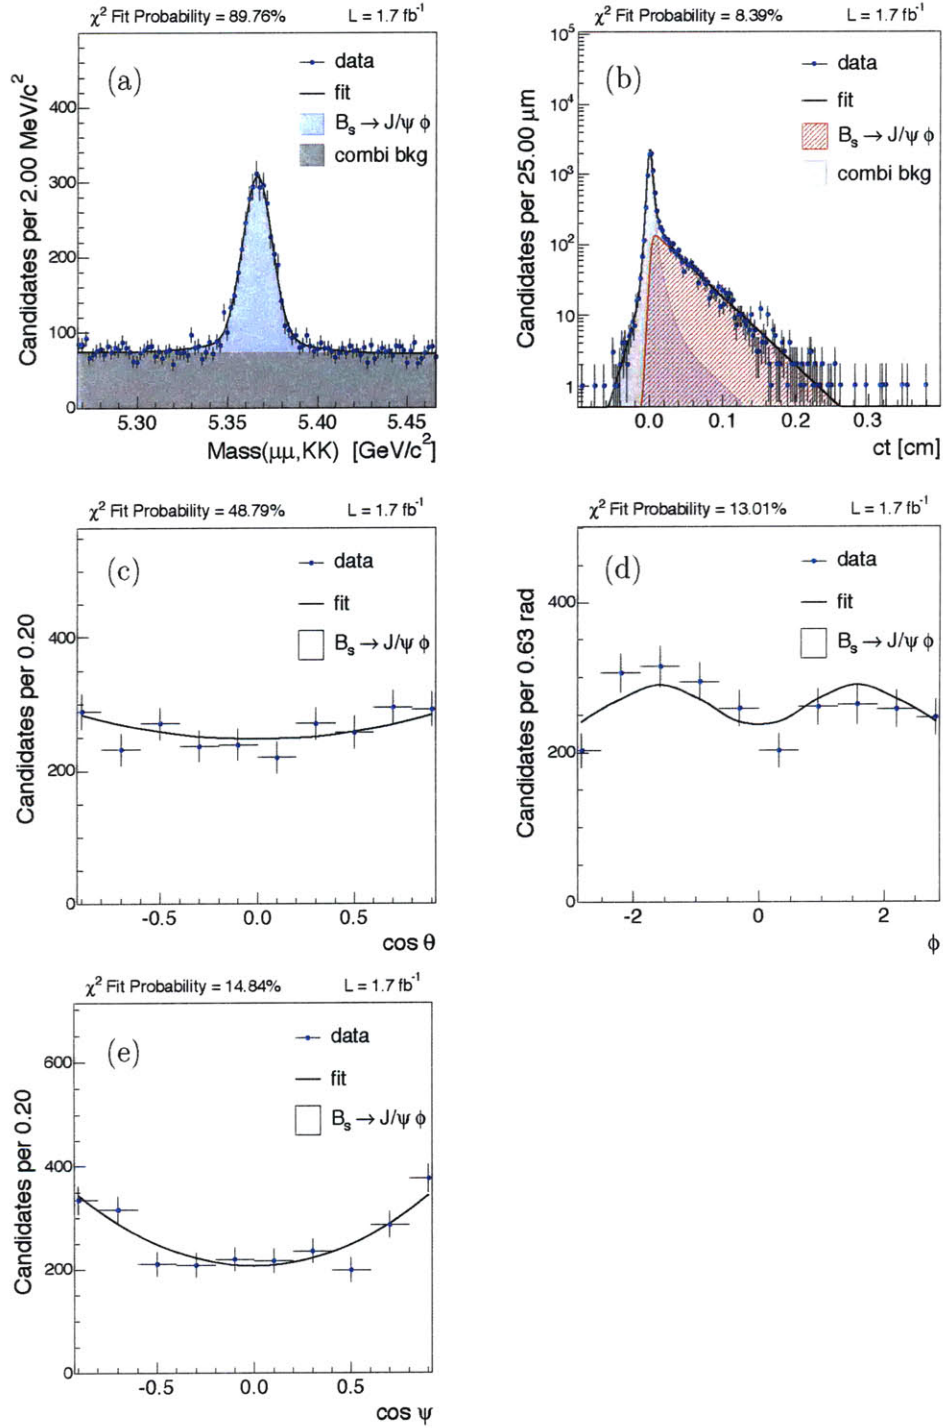 χ² Fit Probability = 89.76% L = 1.7 fb⁻¹
(a)
data
fit
Bₛ → J/ψ φ
combi bkg
Candidates per 2.00 MeV/c²
400
300
200
100
0
5.30 5.35 5.40 5.45
Mass(μμ,KK) [GeV/c²]
χ² Fit Probability = 8.39% L = 1.7 fb⁻¹
(b)
data
fit
Bₛ → J/ψ φ
combi bkg
Candidates per 25.00 μm
10⁵
10⁴
10³
10²
10
1
0.0 0.1 0.2 0.3
ct [cm]
χ² Fit Probability = 48.79% L = 1.7 fb⁻¹
(c)
data
fit
Bₛ → J/ψ φ
Candidates per 0.20
400
200
0
-0.5 0.0 0.5
cos θ
χ² Fit Probability = 13.01% L = 1.7 fb⁻¹
(d)
data
fit
Bₛ → J/ψ φ
Candidates per 0.63 rad
400
200
0
-2 0 2
φ
χ² Fit Probability = 14.84% L = 1.7 fb⁻¹
(e)
data
fit
Bₛ → J/ψ φ
Candidates per 0.20
600
400
200
0
-0.5 0.0 0.5
cos ψ